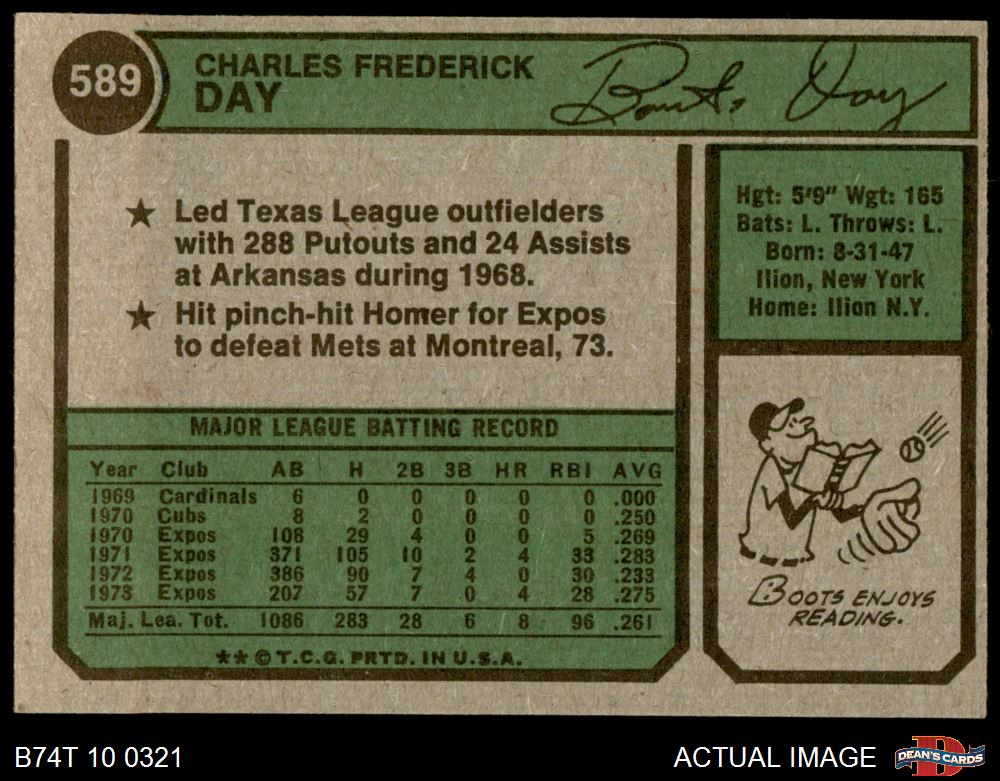 589
CHARLES FREDERICK
DAY
Boots Day
★ Led Texas League outfielders
with 288 Putouts and 24 Assists
at Arkansas during 1968.
★ Hit pinch-hit Homer for Expos
to defeat Mets at Montreal, 73.
Hgt: 5'9" Wgt: 165
Bats: L. Throws: L.
Born: 8-31-47
Ilion, New York
Home: Ilion N.Y.
MAJOR LEAGUE BATTING RECORD
Year Club AB H 2B 3B HR RBI AVG
1969 Cardinals 6 0 0 0 0 0 .000
1970 Cubs 8 2 0 0 0 0 .250
1970 Expos 108 29 4 0 0 5 .269
1971 Expos 371 105 10 2 4 33 .283
1972 Expos 386 90 7 4 0 30 .233
1973 Expos 207 57 7 0 4 28 .275
Maj. Lea. Tot. 1086 283 28 6 8 96 .261
★★ © T.C.G. PRTD. IN U.S.A.
BOOTS ENJOYS
READING.
B74T 10 0321
ACTUAL IMAGE
D
DEAN'S CARDS